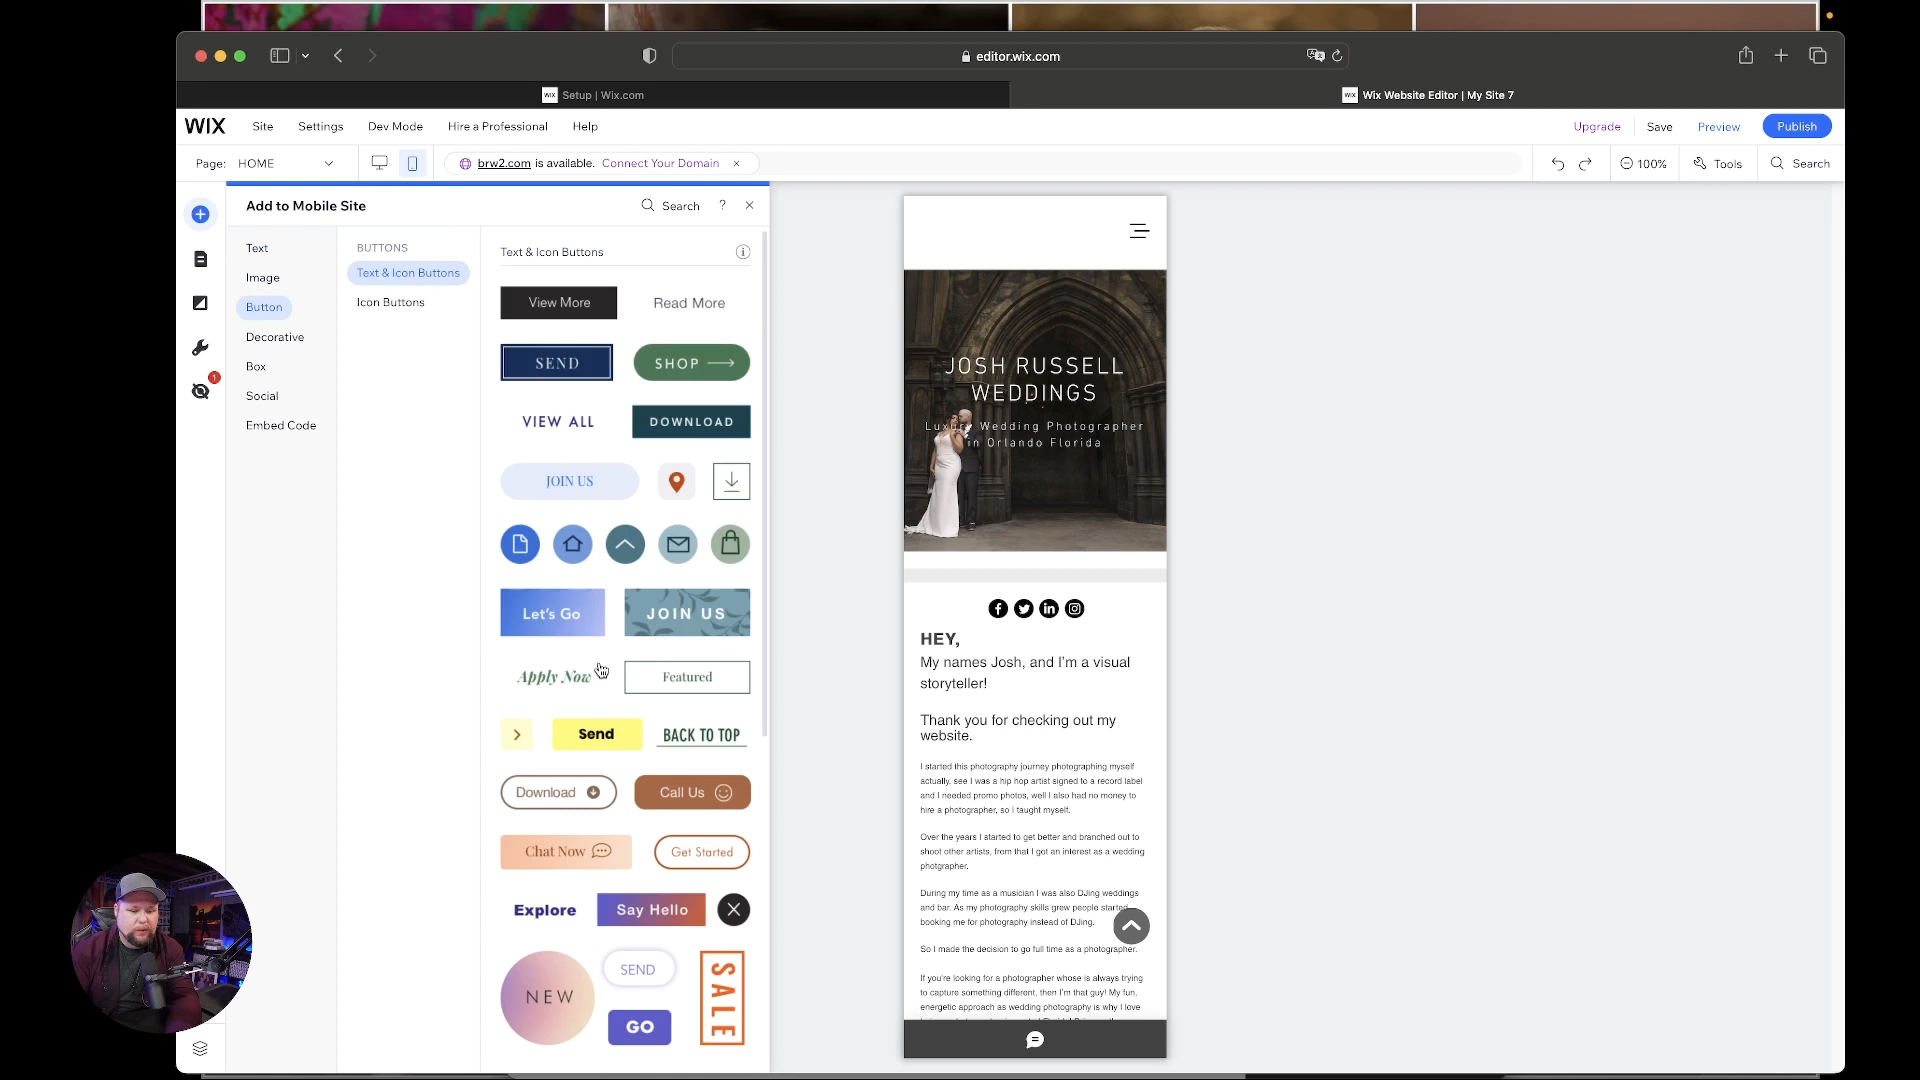 editor.wix.com
WIX Setup | Wix.com
WIX Wix Website Editor | My Site 7
WIX Site Settings Dev Mode Hire a Professional Help Upgrade Save Preview Publish
Page: HOME brw2.com is available. Connect Your Domain × 100% Tools Search
Add to Mobile Site Search ?
1
Text
Image
Button
Decorative
Box
Social
Embed Code
BUTTONS
Text & Icon Buttons
Icon Buttons
Text & Icon Buttons
View More Read More
SEND SHOP
VIEW ALL DOWNLOAD
JOIN US
Let's Go JOIN US
Apply Now Featured
Send BACK TO TOP
Download Call Us
Chat Now Get Started
Explore Say Hello
NEW SEND SALE
GO
JOSH RUSSELL
WEDDINGS
Luxury Wedding Photographer
in Orlando Florida
HEY,
My names Josh, and I'm a visual
storyteller!
Thank you for checking out my
website.
I started this photography journey photographing myself
actually, see I was a hip hop artist signed to a record label
and I needed promo photos, well I also had no money to
hire a photographer, so I taught myself.
Over the years I started to get better and branched out to
shoot other artists, from that I got an interest as a wedding
photgrapher.
During my time as a musician I was also DJing weddings
and bar. As my photography skills grew people started
booking me for photography instead of DJing.
So I made the decision to go full time as a photographer.
If you're looking for a photographer whose is always trying
to capture something different, then I'm that guy! My fun,
energetic approach as wedding photography is why I love